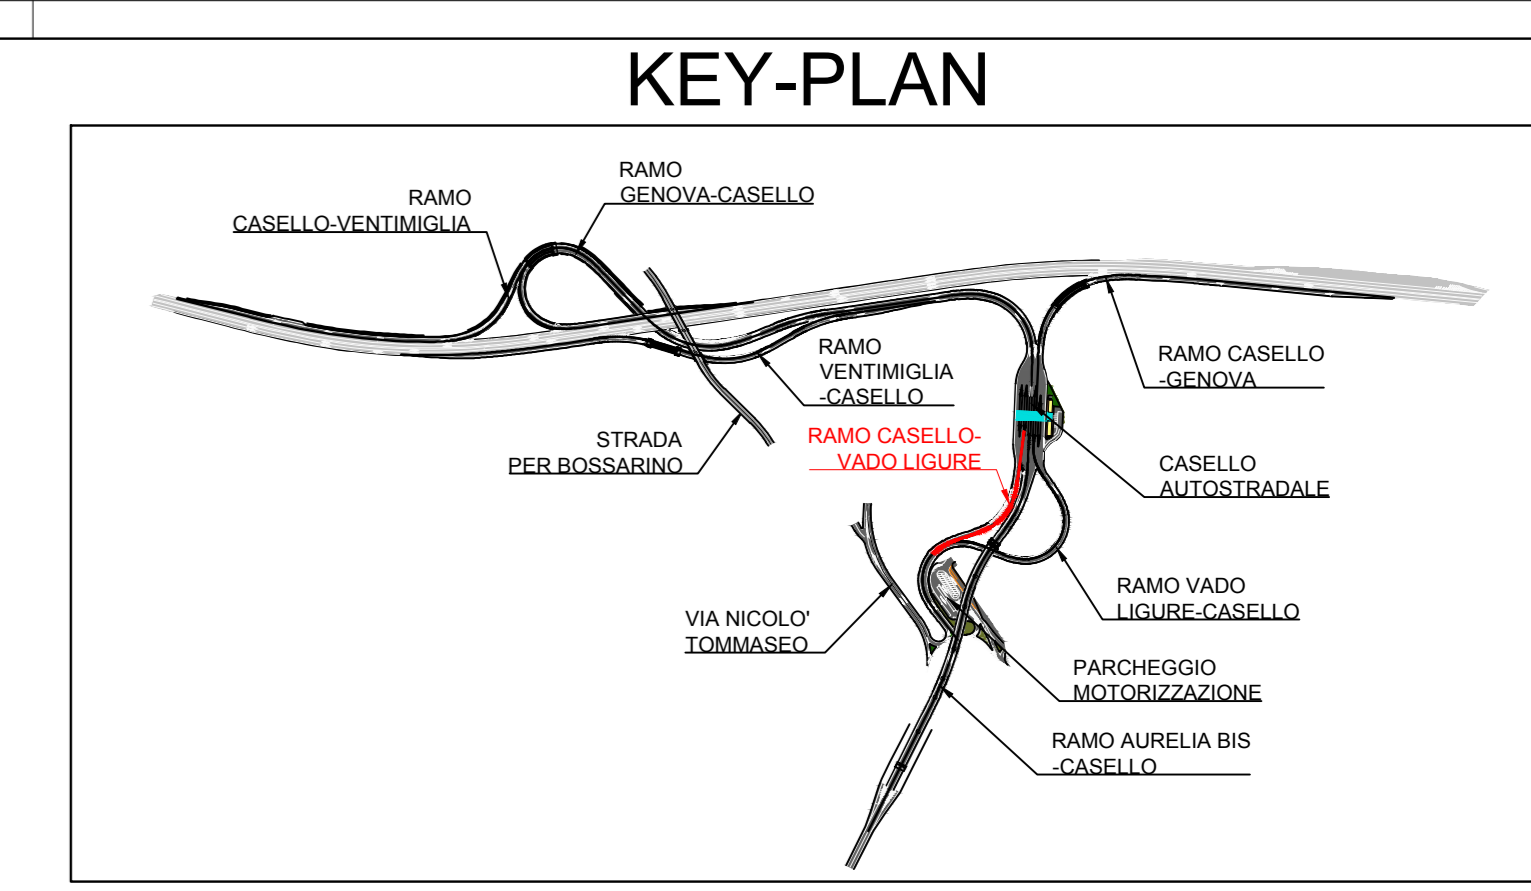 KEY-PLAN
RAMO
GENOVA-CASELLO
RAMO
CASELLO-VENTIMIGLIA
RAMO
VENTIMIGLIA
-CASELLO
RAMO CASELLO
-GENOVA
STRADA
PER BOSSARINO
RAMO CASELLO-
VADO LIGURE
CASELLO
AUTOSTRADALE
RAMO VADO
LIGURE-CASELLO
VIA NICOLO'
TOMMASEO
PARCHEGGIO
MOTORIZZAZIONE
RAMO AURELIA BIS
-CASELLO